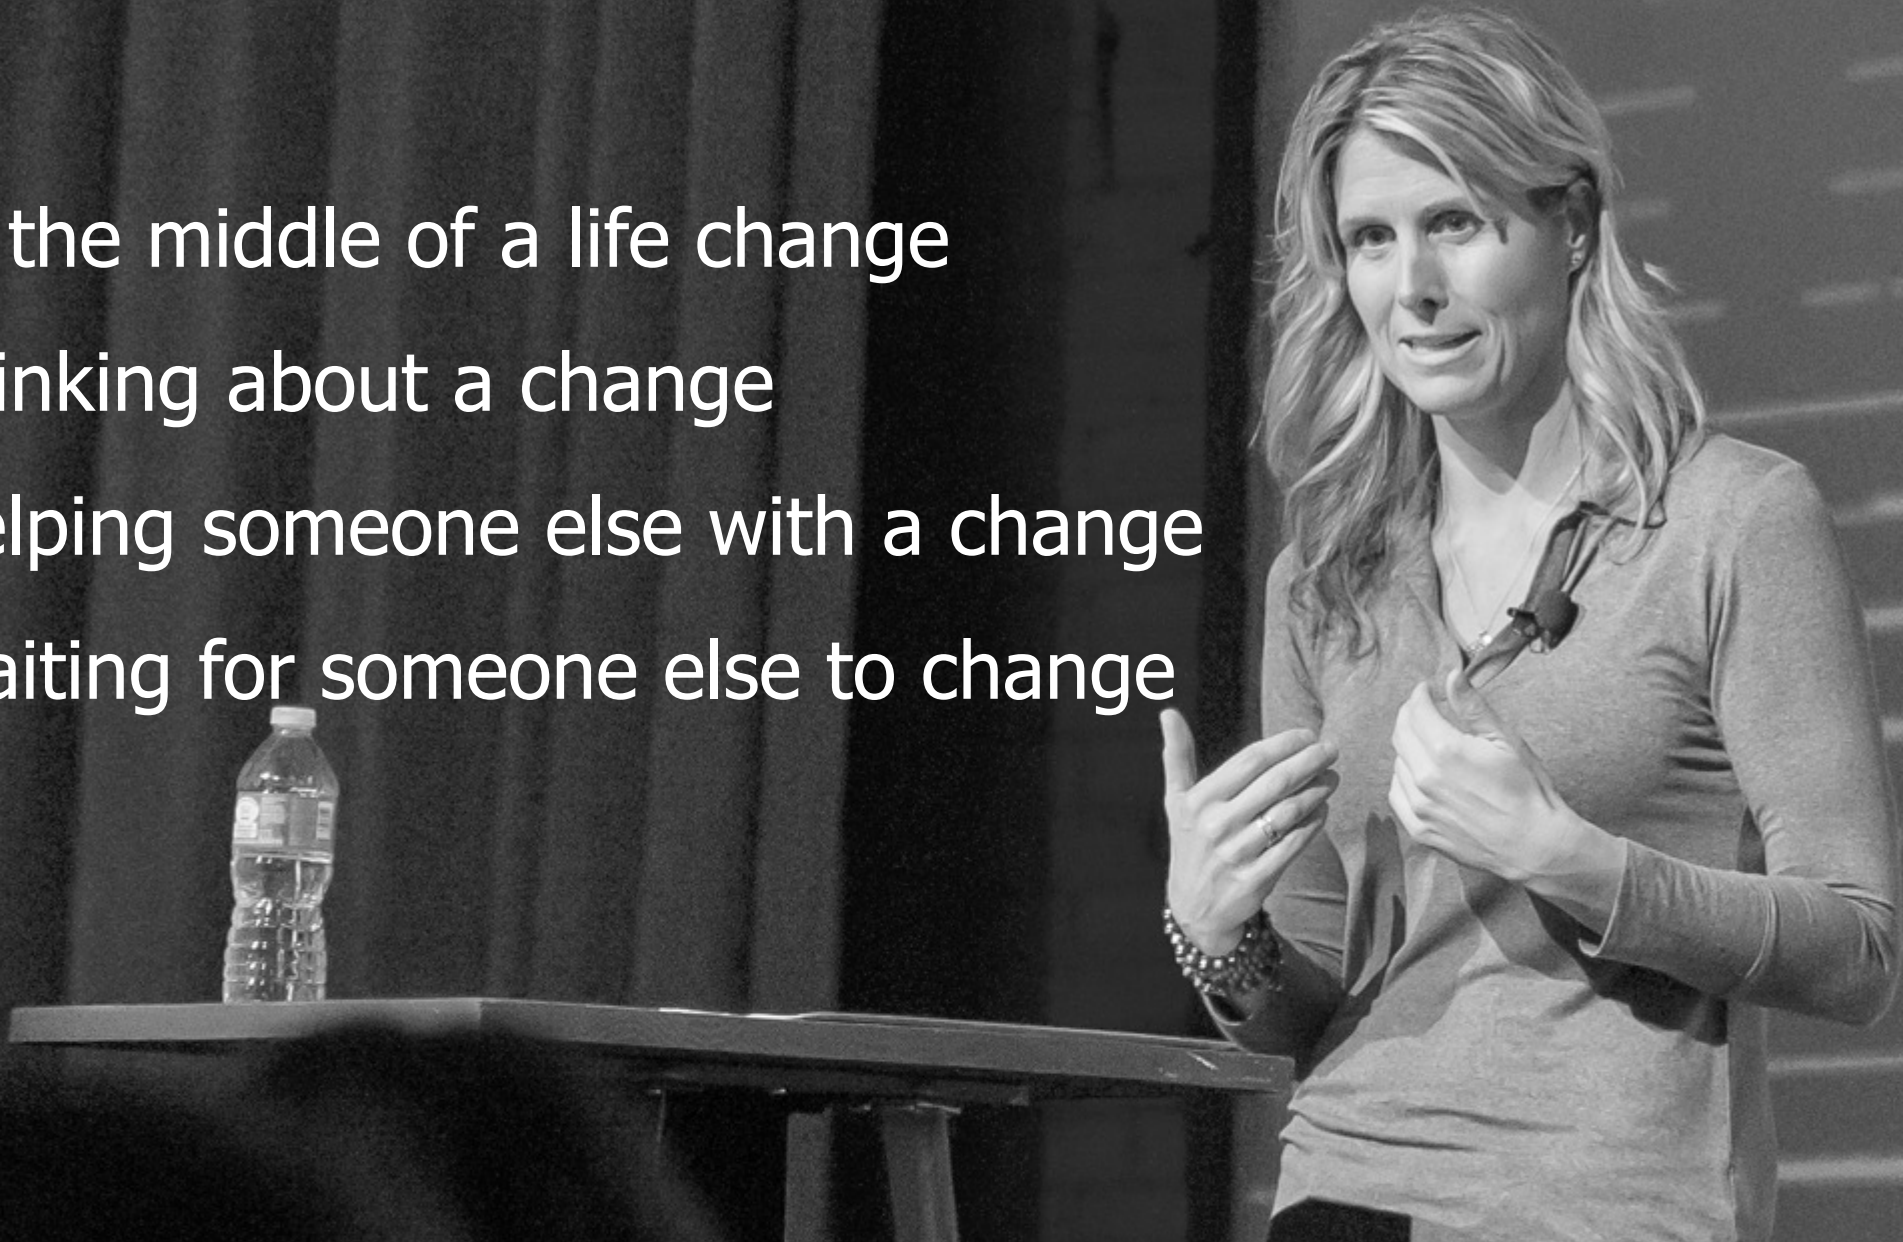 the middle of a life change
inking about a change
elping someone else with a change
aiting for someone else to change